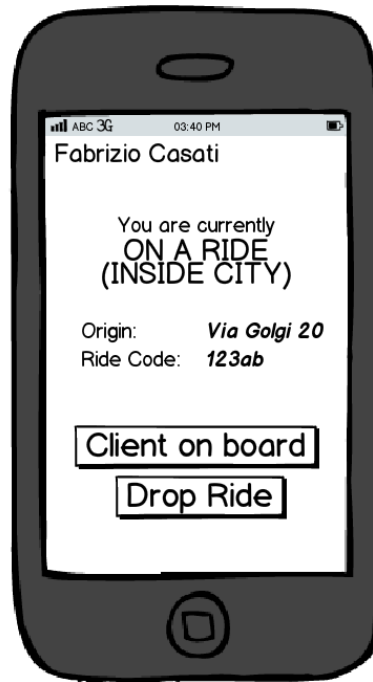 ABC 3G 03:40 PM
Fabrizio Casati
You are currently
ON A RIDE
(INSIDE CITY)
Origin: Via Golgi 20
Ride Code: 123ab
Client on board
Drop Ride